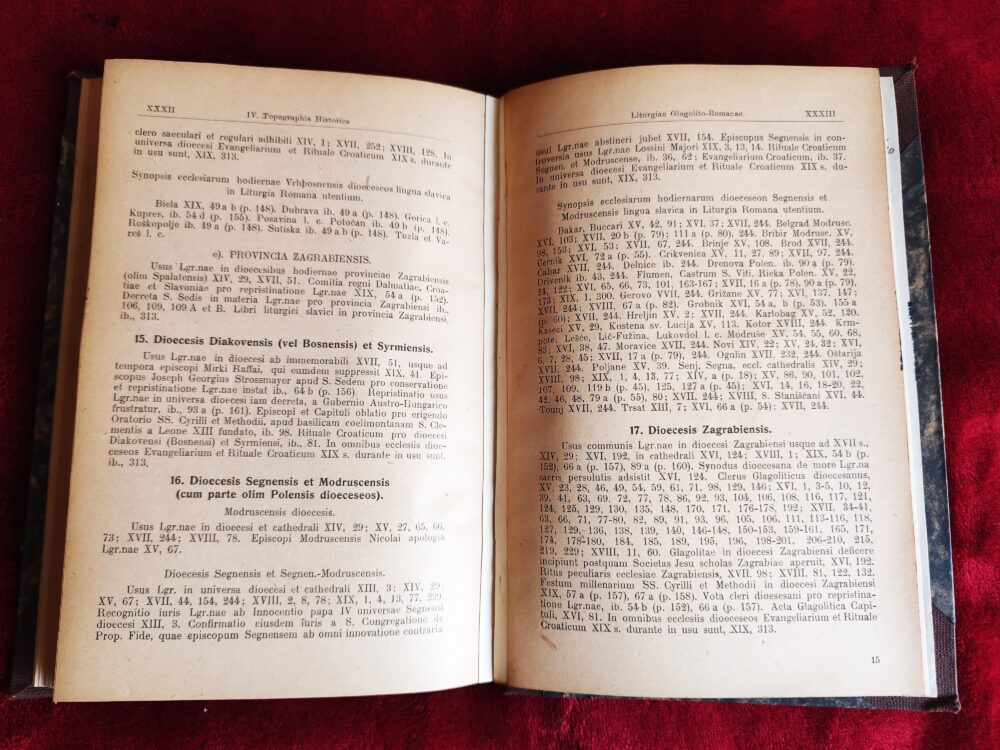 XXXII
IV. Topographia Historica
clero saeculari et regulari adhibiti XIV, 1; XVII, 252; XVIII, 128. In
universa dioecesi Evangeliarium et Rituale Croaticum XIX s. durante
in usu sunt, XIX, 313.
Synopsis ecclesiarum hodiernae Vrhbosnensis dioeceseos lingua slavica
in Liturgia Romana utentium.
Biela XIX, 49 a b (p. 148). Dubrava ib. 49 a (p. 148). Gorica l. c.
Kupres. ib. 54 d (p. 155). Posavina l. c. Potočan ib. 49 b (p. 148).
Roškopolje ib. 49 a (p. 148). Sutiska ib. 49 a b (p. 148). Tuzla et Va-
res l. c.
e). PROVINCIA ZAGRABIENSIS.
Usus Lgr.nae in dioecesibus hodiernae provinciae Zagrabiensis
(olim Spalatensis) XIV, 29, XVII, 51. Comitia regni Dalmatiae, Croa-
tiae et Slavoniae pro repristinatione Lgr.nae XIX, 54 a (p. 152).
Decreta S. Sedis in materia Lgr.nae pro provincia Zagrabiensi ib.,
106, 109, 109 A et B. Libri liturgici slavici in provincia Zagrabiensi,
ib., 313.
15. Dioecesis Diakovensis (vel Bosnensis) et Syrmiensis.
Usus Lgr.nae in dioecesi ab immemorabili XVII, 51, usque ad
tempora episcopi Mirki Raffai, qui eumdem suppressit XIX, 41. Epi-
scopus Joseph Georgius Strossmayer apud S. Sedem pro conservatione
et repristinatione Lgr.nae instat ib., 64 b (p. 156). Repristinatio usus
Lgr.nae in universa dioecesi iam decreta, a Gubernio Austro-Hungarico
frustratur, ib., 93 a (p. 161). Episcopi et Capituli oblatio pro erigendo
Oratorio SS. Cyrilli et Methodii, apud basilicam coelimontanam S. Cle-
mentis a Leone XIII fundato, ib. 98. Rituale Croaticum pro dioecesi
Diakovensi (Bosnensi) et Syrmiensi, ib., 81. In omnibus ecclesis dioe-
ceseos Evangeliarium et Rituale Croaticum XIX s. durante in usu sunt,
ib., 313.
16. Dioecesis Segnensis et Modruscensis
(cum parte olim Polensis dioeceseos).
Modruscensis dioecesis.
Usus Lgr.nae in dioecesi et cathedrali XIV, 29; XV, 27, 65, 66,
73; XVII, 244; XVIII, 78. Episcopi Modruscensis Nicolai apologia
Lgr.nae XV, 67.
Dioecesis Segnensis et Segnen.-Modruscensis.
Usus Lgr. in universa dioecesi et cathedrali XIII, 3; XIV, 29;
XV, 67; XVII, 44, 154, 244; XVIII, 2, 8, 78; XIX, 1, 4, 13, 77, 299.
Recognitio iuris Lgr.nae ab Innocentio papa IV universae Segnensi
dioecesi XIII, 3. Confirmatio eiusdem iuris a S. Congregatione de
Prop. Fide, quae episcopum Segnensem ab omni innovatione contraria
Liturgiae Glagolito-Romanae
XXXIII
usui Lgr.nae abstineri jubet XVII, 154. Episcopus Segnensis in con-
troversia usus Lgr.nae Lossini Majori XIX, 3, 13, 14. Rituale Croaticum
Segnen. et Modruscense, ib. 36, 62; Evangeliarium Croaticum, ib. 37.
In universa dioecesi Evangeliarium et Rituale Croaticum XIX s. du-
rante in usu sunt, XIX, 313.
Synopsis ecclesiarum hodiernarum dioeceseon Segnensis et
Modruscensis lingua slavica in Liturgia Romana utentium.
Bakar, Buccari XV, 42, 91; XVI, 37; XVII, 244. Belgrad Modrusc.
XVI, 103; XVII, 20 b (p. 79); 111 a (p. 80), 244. Bribir Modrusc. XV,
98, 153; XVI, 53; XVII, 67, 244. Brinje XV, 108. Brod XVII, 244.
Cernik XVI, 72 a (p. 55). Crikvenica XV, 11, 27, 89; XVII, 97, 244.
Čabar XVII, 244. Delnice ib. 244. Drenova Polen. ib. 90 a (p. 79).
Drivenik ib. 43, 244. Flumen, Castrum S. Viti, Rieka Polen. XV, 22,
24, 122; XVI, 65, 66, 73, 101, 163-167; XVII, 16 a (p. 78). 90 a (p. 79),
173; XIX, 1, 300. Gerovo XVII, 244. Grižane XV, 77; XVI, 137, 147;
XVII, 244; XVIII, 67 a (p. 82). Grobnik XVI, 54 a, b (p. 53), 155 a
(p. 60); XVII, 244. Hreljin XV, 2; XVII, 244. Karlobag XV, 52, 120.
Kasezi XV, 29, Kostena sv. Lucija XV, 113. Kotor XVIII, 244. Krm-
pote, Ležće, Lič-Fužina, Lukovdol l. c. Modruše XV, 54, 55, 60, 68,
83; XVI, 38, 47. Moravice XVII, 244. Novi XIV, 22; XV, 24, 32; XVI,
6, 7, 28, 45; XVII, 17 a (p. 79), 244. Ogulin XVII, 232, 244. Oštarija
XVII, 244. Poljane XV, 39. Senj, Segna, eccl. cathedralis XIV, 29;
XVIII, 98; XIX, 1, 4, 13, 77; XIV, a (p. 18); XV, 86, 90, 101, 102,
107, 109, 119 b (p. 45), 125, 127 a (p. 45); XVI, 14, 16, 18-20, 22,
42, 46, 48, 79 a (p. 55), 80; XVII, 244; XVIII, 8. Stanišćani XVI, 44.
Tounj XVII, 244. Trsat XIII, 7; XVI, 66 a (p. 54); XVII, 244.
17. Dioecesis Zagrabiensis.
Usus communis Lgr.nae in dioecesi Zagrabiensi usque ad XVII s.,
XIV, 29; XVI, 192, in cathedrali XVI, 124; XVIII, 1; XIX, 54 b (p.
152), 66 a (p. 157), 89 a (p. 160). Synodus dioecesana de more Lgr.na
sacris persolutis adsistit XVI, 124. Clerus Glagoliticus dioecesanus,
XV, 23, 28, 46, 49, 54, 59, 61, 71, 98, 129, 146; XVI, 1, 3-5, 10, 12,
39, 41, 63, 69, 72, 77, 78, 86, 92, 93, 104, 106, 108, 116, 117, 121,
124, 125, 129, 130, 135, 148, 170, 171, 176-178, 192; XVII. 34-41,
63, 66, 71, 77-80, 82, 89, 91, 93, 96, 105, 106, 111, 113-116, 118,
127, 129, 136, 138, 139, 140, 146-148, 150-153, 159-161, 165, 171,
174, 178-180, 184, 185, 189, 195, 196, 198-201, 206-210, 215,
219, 229; XVIII, 11, 60. Glagolitae in dioecesi Zagrabiensi deficere
incipiunt postquam Societas Jesu scholas Zagrabiae aperuit, XVI, 192.
Ritus peculiaris ecclesiae Zagrabiensis, XVII. 98; XVIII, 81, 122, 132.
Festum millenarium SS. Cyrilli et Methodii in dioecesi Zagrabiensi
XIX, 57 a (p. 157), 67 a (p. 158). Vota cleri dioesesani pro repristina-
tione Lgr.nae, ib. 54 b (p. 152), 66 a (p. 157). Acta Glagolitica Capi-
tuli, XVI, 81. In omnibus ecclesiis dioeceseos Evangeliarium et Rituale
Croaticum XIX s. durante in usu sunt, XIX, 313.
15